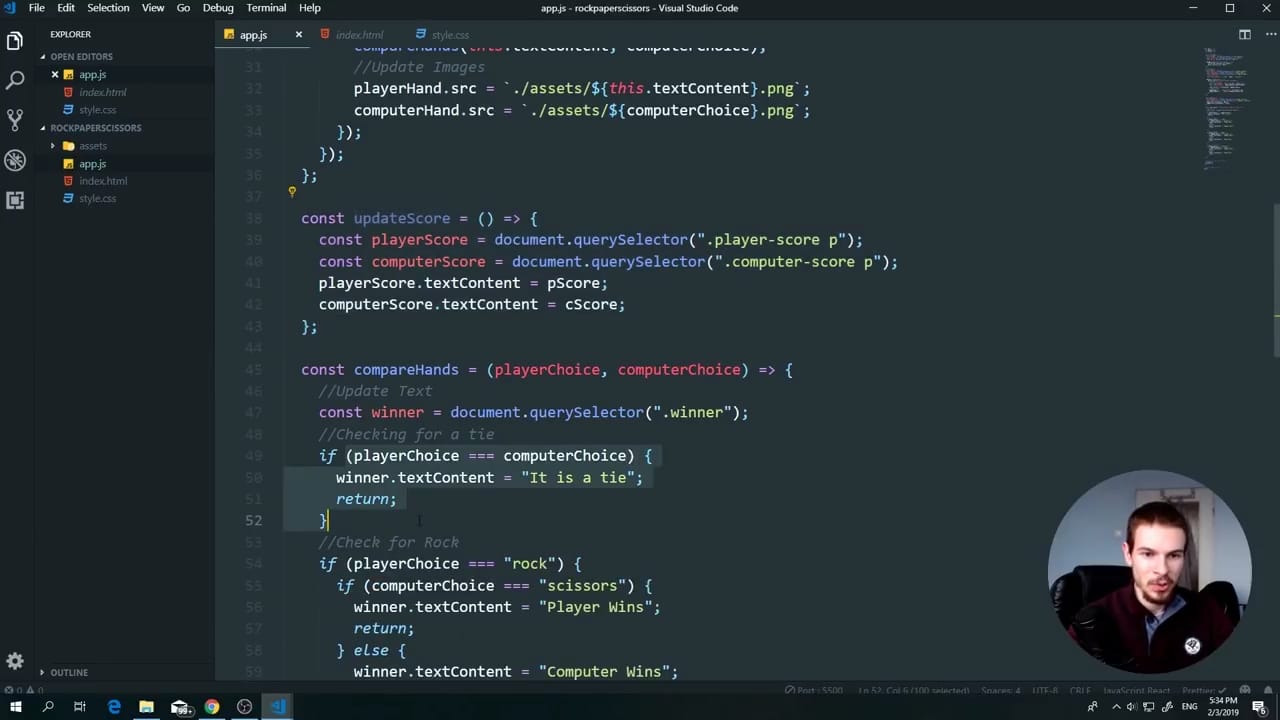 File Edit Selection View Go Debug Terminal Help
app.js - rockpaperscissors - Visual Studio Code
EXPLORER
OPEN EDITORS
app.js
index.html
style.css
ROCKPAPERSCISSORS
assets
app.js
index.html
style.css
OUTLINE
app.js index.html style.css
compareHands(this.textContent, computerChoice);
31 //Update Images
32 playerHand.src = `./assets/${this.textContent}.png`;
33 computerHand.src = `./assets/${computerChoice}.png`;
34 });
35 });
36 };
37
38 const updateScore = () => {
39 const playerScore = document.querySelector(".player-score p");
40 const computerScore = document.querySelector(".computer-score p");
41 playerScore.textContent = pScore;
42 computerScore.textContent = cScore;
43 };
44
45 const compareHands = (playerChoice, computerChoice) => {
46 //Update Text
47 const winner = document.querySelector(".winner");
48 //Checking for a tie
49 if (playerChoice === computerChoice) {
50 winner.textContent = "It is a tie";
51 return;
52 }
53 //Check for Rock
54 if (playerChoice === "rock") {
55 if (computerChoice === "scissors") {
56 winner.textContent = "Player Wins";
57 return;
58 } else {
59 winner.textContent = "Computer Wins";
0 0 Port : 5500 Ln 52, Col 6 (100 selected) Spaces: 4 UTF-8 CRLF JavaScript React Prettier: ✓
99+ ENG 5:34 PM
2/3/2019 6